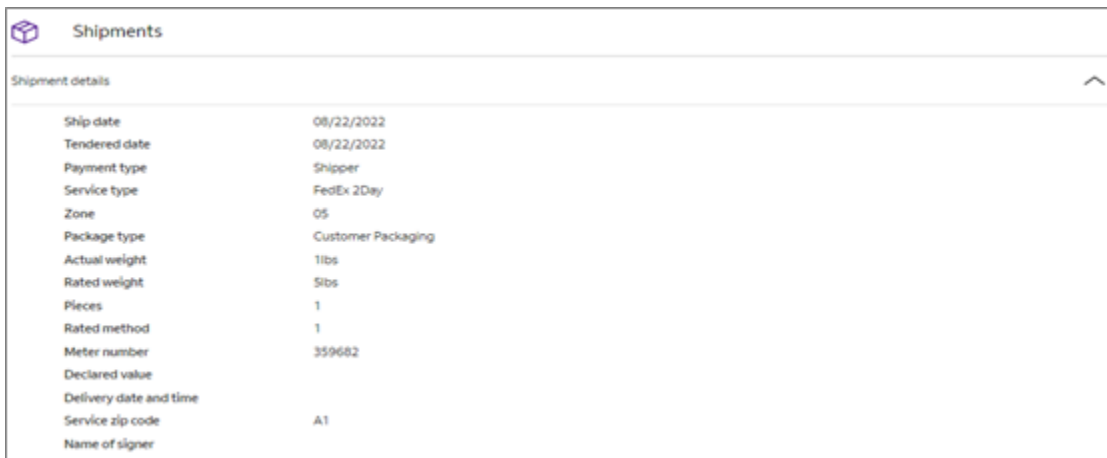 Shipments
Shipment details
Ship date 08/22/2022
Tendered date 08/22/2022
Payment type Shipper
Service type FedEx 2Day
Zone 05
Package type Customer Packaging
Actual weight 1lbs
Rated weight 5lbs
Pieces 1
Rated method 1
Meter number 359682
Declared value
Delivery date and time
Service zip code A1
Name of signer